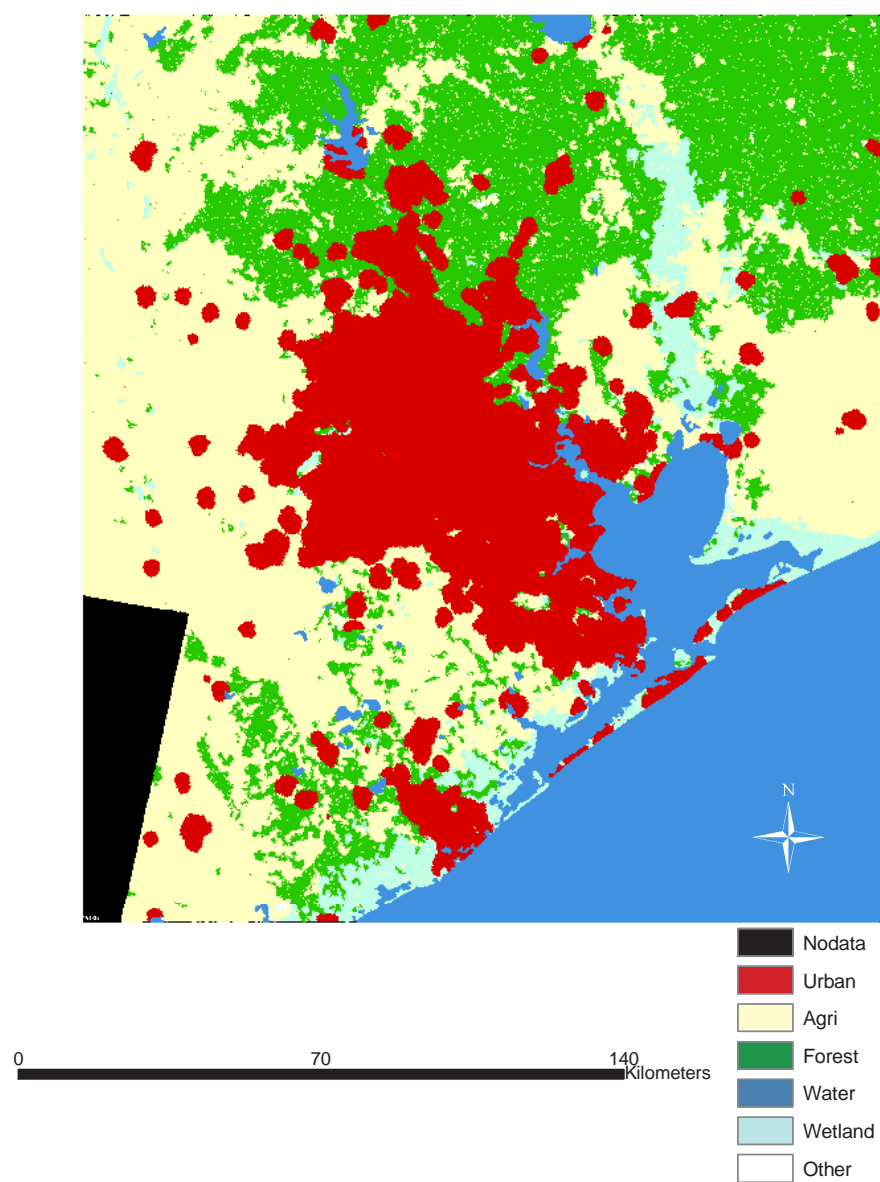 N
Nodata
Urban
Agri
Forest
Water
Wetland
Other
0 70 140
Kilometers